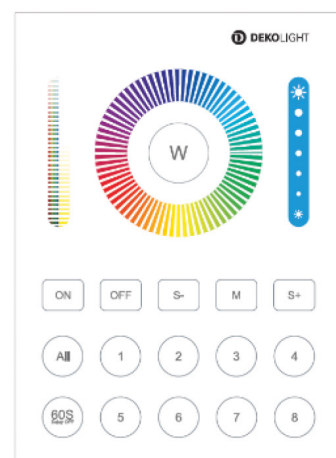 DEKOLIGHT
W
ON OFF S- M S+
All 1 2 3 4
60S
5 6 7 8